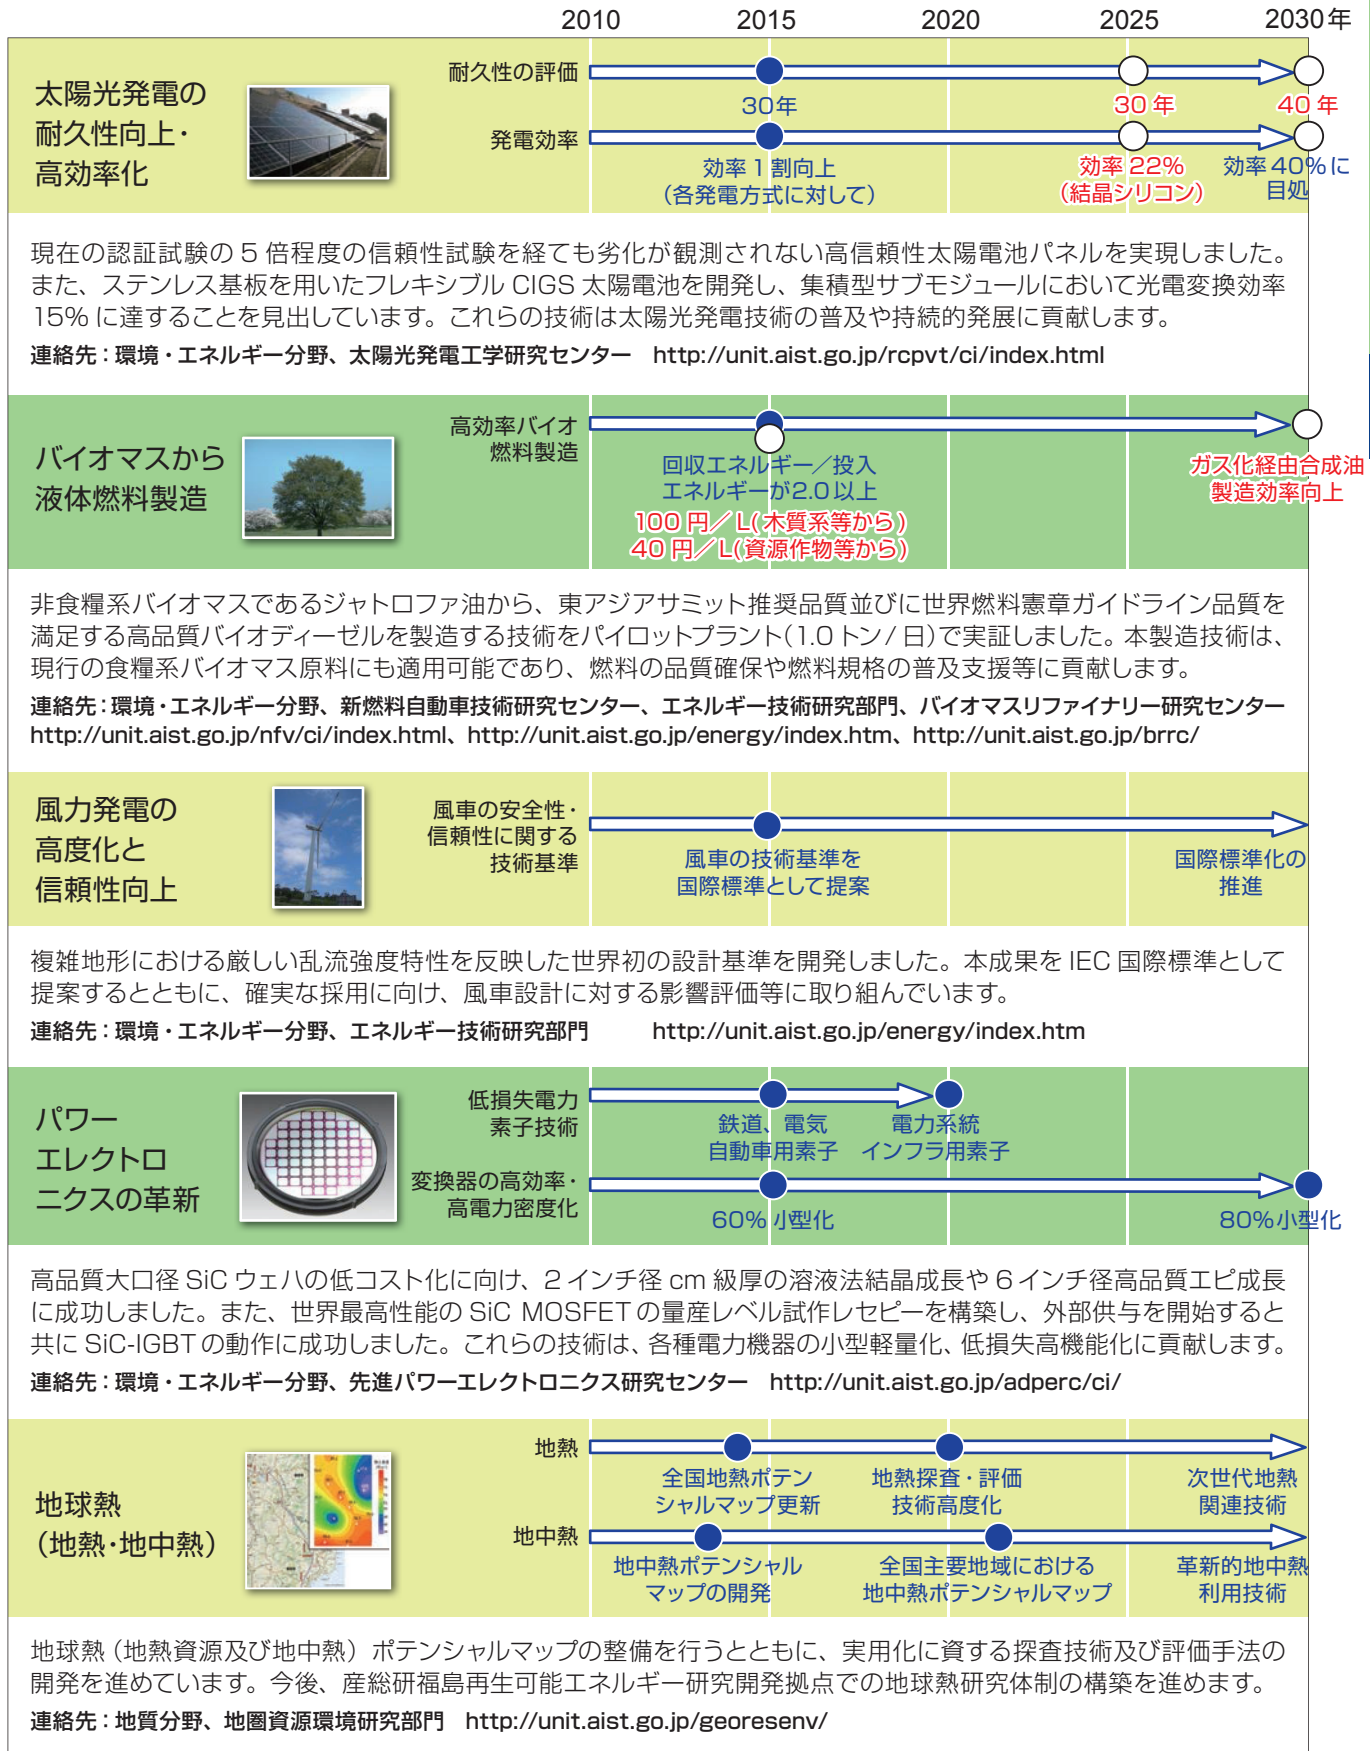 2010 2015 2020 2025 2030年
太陽光発電の
耐久性向上・
高効率化
耐久性の評価
30年 30年 40年
発電効率
効率1割向上
（各発電方式に対して）
効率22%
（結晶シリコン）
効率40%に
目処
現在の認証試験の5倍程度の信頼性試験を経ても劣化が観測されない高信頼性太陽電池パネルを実現しました。
また、ステンレス基板を用いたフレキシブルCIGS太陽電池を開発し、集積型サブモジュールにおいて光電変換効率
15%に達することを見出しています。これらの技術は太陽光発電技術の普及や持続的発展に貢献します。
連絡先：環境・エネルギー分野、太陽光発電工学研究センター　http://unit.aist.go.jp/rcpvt/ci/index.html
バイオマスから
液体燃料製造
高効率バイオ
燃料製造
回収エネルギー／投入
エネルギーが2.0以上
100円／L(木質系等から)
40円／L(資源作物等から)
ガス化経由合成油
製造効率向上
非食糧系バイオマスであるジャトロファ油から、東アジアサミット推奨品質並びに世界燃料憲章ガイドライン品質を
満足する高品質バイオディーゼルを製造する技術をパイロットプラント(1.0トン/日)で実証しました。本製造技術は、
現行の食糧系バイオマス原料にも適用可能であり、燃料の品質確保や燃料規格の普及支援等に貢献します。
連絡先：環境・エネルギー分野、新燃料自動車技術研究センター、エネルギー技術研究部門、バイオマスリファイナリー研究センター
http://unit.aist.go.jp/nfv/ci/index.html、http://unit.aist.go.jp/energy/index.htm、http://unit.aist.go.jp/brrc/
風力発電の
高度化と
信頼性向上
風車の安全性・
信頼性に関する
技術基準
風車の技術基準を
国際標準として提案
国際標準化の
推進
複雑地形における厳しい乱流強度特性を反映した世界初の設計基準を開発しました。本成果をIEC国際標準として
提案するとともに、確実な採用に向け、風車設計に対する影響評価等に取り組んでいます。
連絡先：環境・エネルギー分野、エネルギー技術研究部門　　http://unit.aist.go.jp/energy/index.htm
パワー
エレクトロ
ニクスの革新
低損失電力
素子技術
鉄道、電気
自動車用素子
電力系統
インフラ用素子
変換器の高効率・
高電力密度化
60%小型化 80%小型化
高品質大口径SiCウェハの低コスト化に向け、2インチ径cm級厚の溶液法結晶成長や6インチ径高品質エピ成長
に成功しました。また、世界最高性能のSiC MOSFETの量産レベル試作レセピーを構築し、外部供与を開始すると
共にSiC-IGBTの動作に成功しました。これらの技術は、各種電力機器の小型軽量化、低損失高機能化に貢献します。
連絡先：環境・エネルギー分野、先進パワーエレクトロニクス研究センター　http://unit.aist.go.jp/adperc/ci/
地球熱
（地熱・地中熱）
地熱
全国地熱ポテン
シャルマップ更新
地熱探査・評価
技術高度化
次世代地熱
関連技術
地中熱
地中熱ポテンシャル
マップの開発
全国主要地域における
地中熱ポテンシャルマップ
革新的地中熱
利用技術
地球熱（地熱資源及び地中熱）ポテンシャルマップの整備を行うとともに、実用化に資する探査技術及び評価手法の
開発を進めています。今後、産総研福島再生可能エネルギー研究開発拠点での地球熱研究体制の構築を進めます。
連絡先：地質分野、地圏資源環境研究部門　http://unit.aist.go.jp/georesenv/